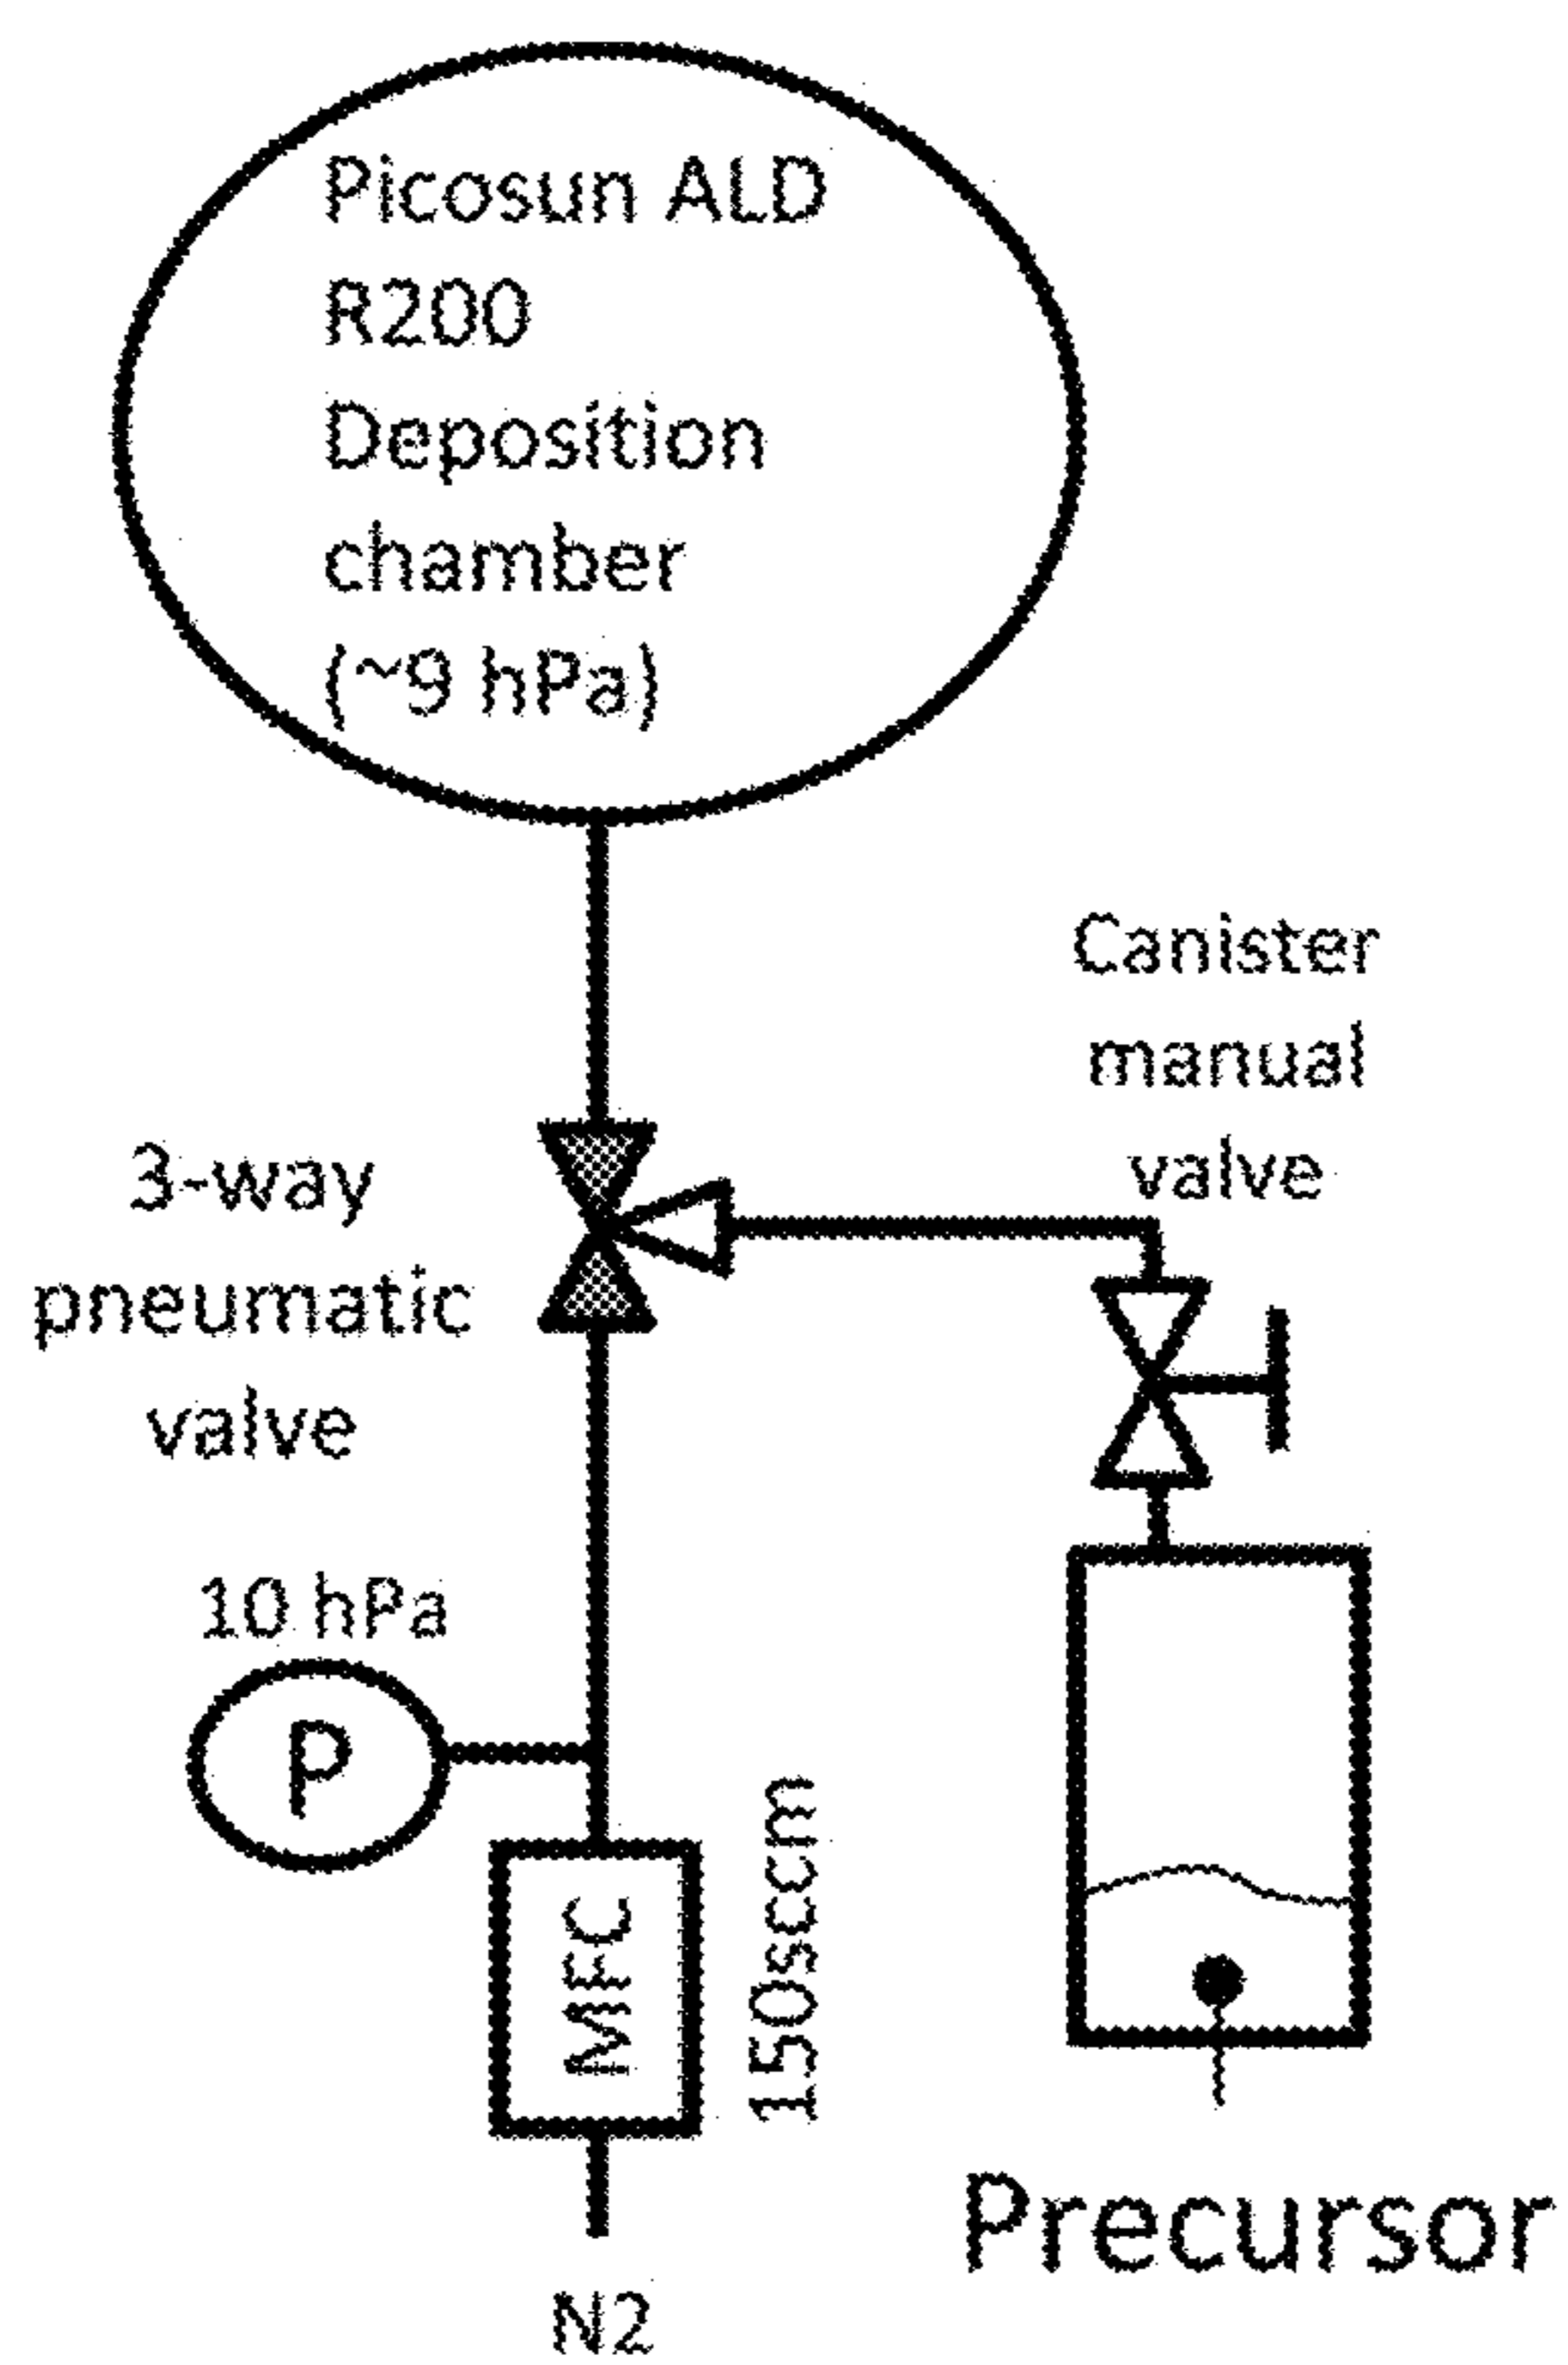 Picosun ALD
R200
Deposition
chamber
(~9 hPa)
Canister
manual
valve
3-way
pneumatic
valve
10 hPa
P
MFC
150sccm
Precursor
N2